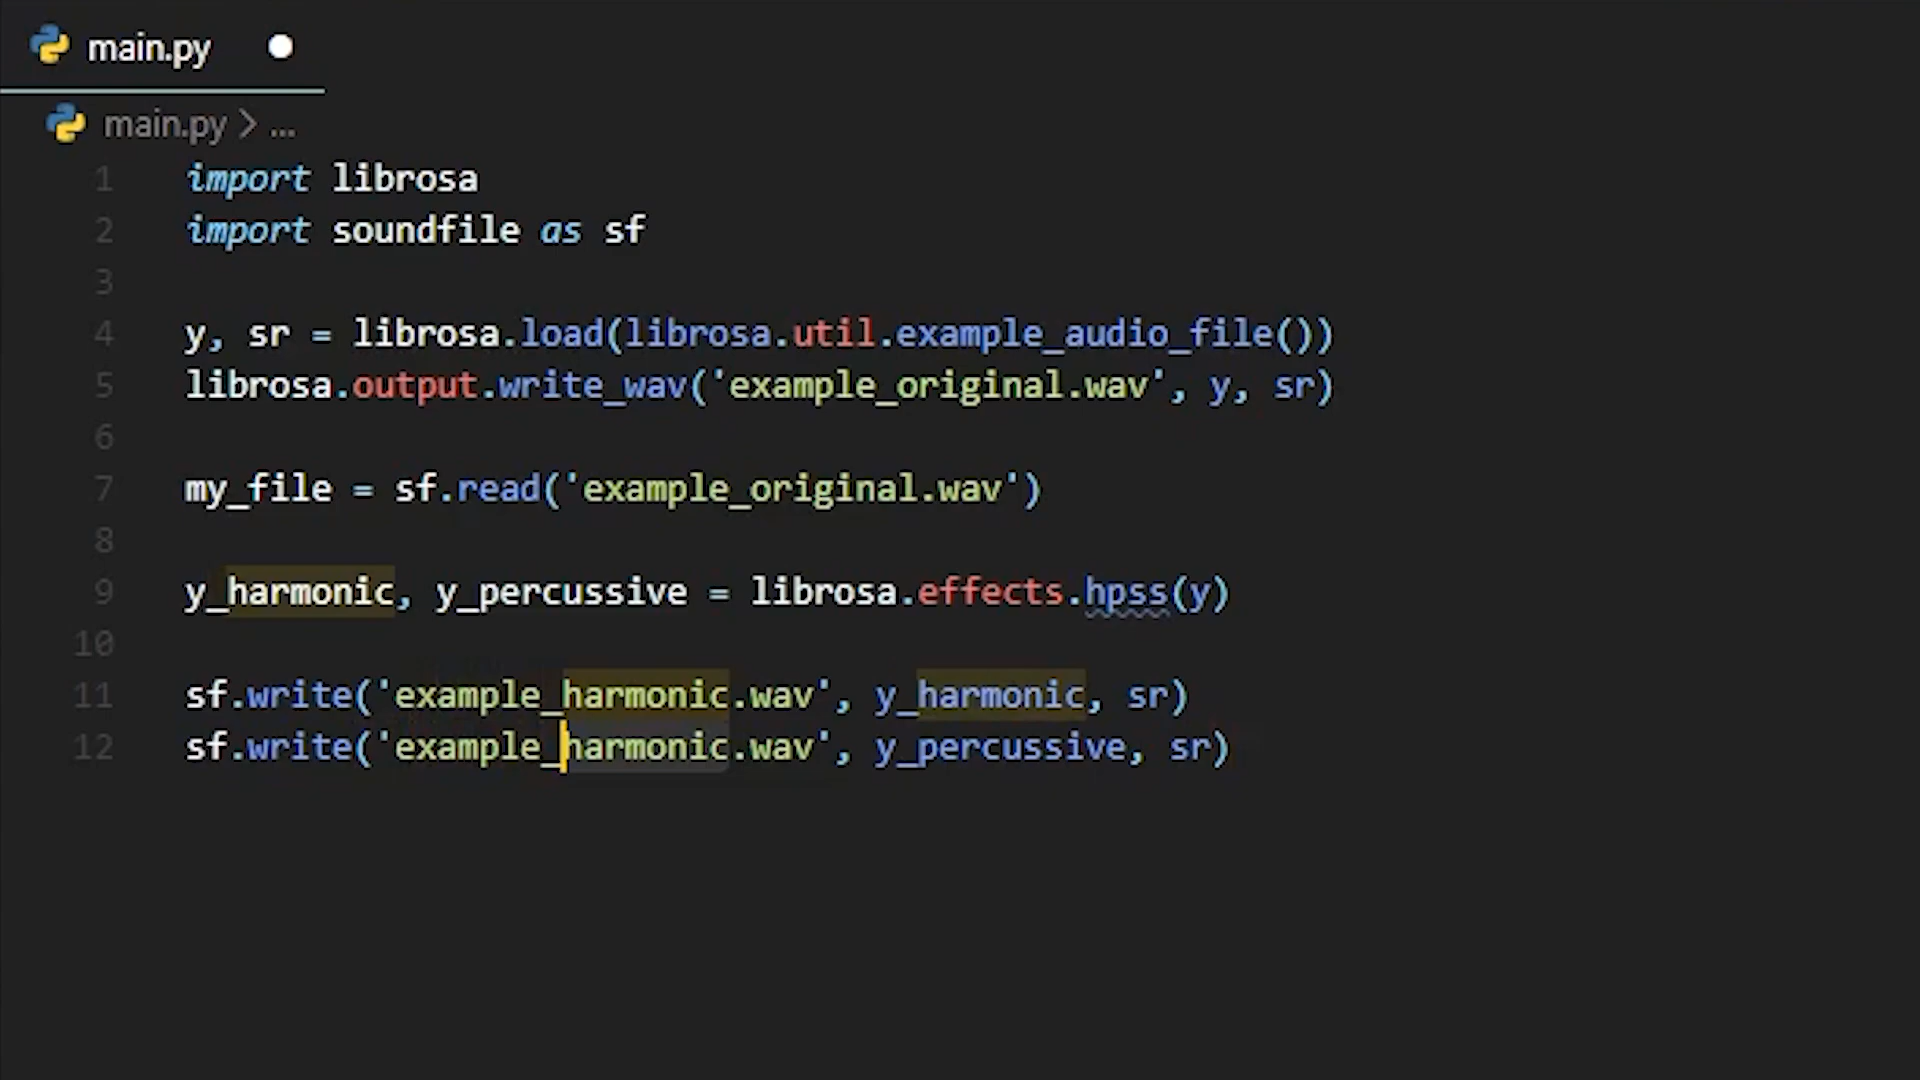 main.py
main.py > ...
1 import librosa
2 import soundfile as sf
3
4 y, sr = librosa.load(librosa.util.example_audio_file())
5 librosa.output.write_wav('example_original.wav', y, sr)
6
7 my_file = sf.read('example_original.wav')
8
9 y_harmonic, y_percussive = librosa.effects.hpss(y)
10
11 sf.write('example_harmonic.wav', y_harmonic, sr)
12 sf.write('example_harmonic.wav', y_percussive, sr)